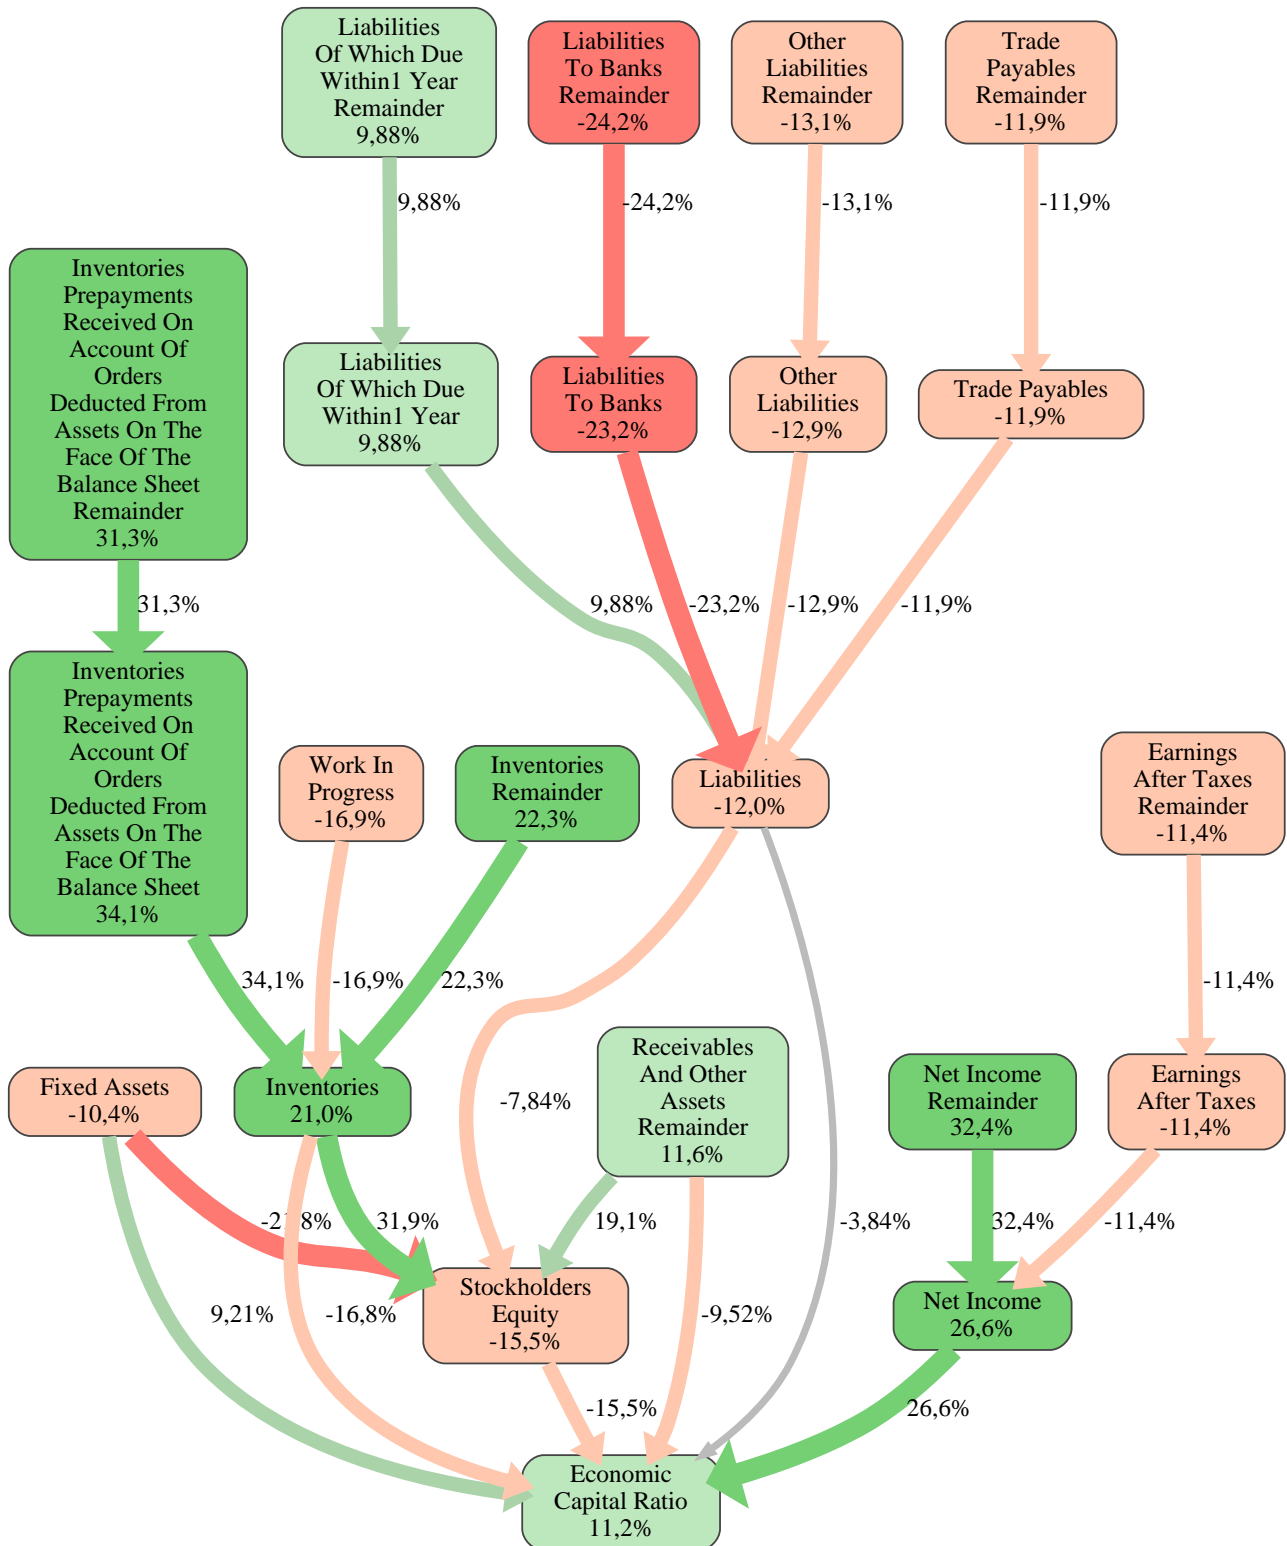 Liabilities
Of Which Due
Within1 Year
Remainder
9,88%
Liabilities
To Banks
Remainder
-24,2%
Other
Liabilities
Remainder
-13,1%
Trade
Payables
Remainder
-11,9%
9,88%
-24,2%
-13,1%
-11,9%
Inventories
Prepayments
Received On
Account Of
Orders
Deducted From
Assets On The
Face Of The
Balance Sheet
Remainder
31,3%
Liabilities
Of Which Due
Within1 Year
9,88%
Liabilities
To Banks
-23,2%
Other
Liabilities
-12,9%
Trade Payables
-11,9%
31,3%
9,88%
-23,2%
-12,9%
-11,9%
Inventories
Prepayments
Received On
Account Of
Orders
Deducted From
Assets On The
Face Of The
Balance Sheet
34,1%
Work In
Progress
-16,9%
Inventories
Remainder
22,3%
Liabilities
-12,0%
Earnings
After Taxes
Remainder
-11,4%
34,1%
-16,9%
22,3%
-11,4%
Fixed Assets
-10,4%
Inventories
21,0%
-7,84%
Receivables
And Other
Assets
Remainder
11,6%
Net Income
Remainder
32,4%
Earnings
After Taxes
-11,4%
-21,8%
31,9%
19,1%
-3,84%
32,4%
-11,4%
9,21%
-16,8%
Stockholders
Equity
-15,5%
-9,52%
Net Income
26,6%
-15,5%
26,6%
Economic
Capital Ratio
11,2%